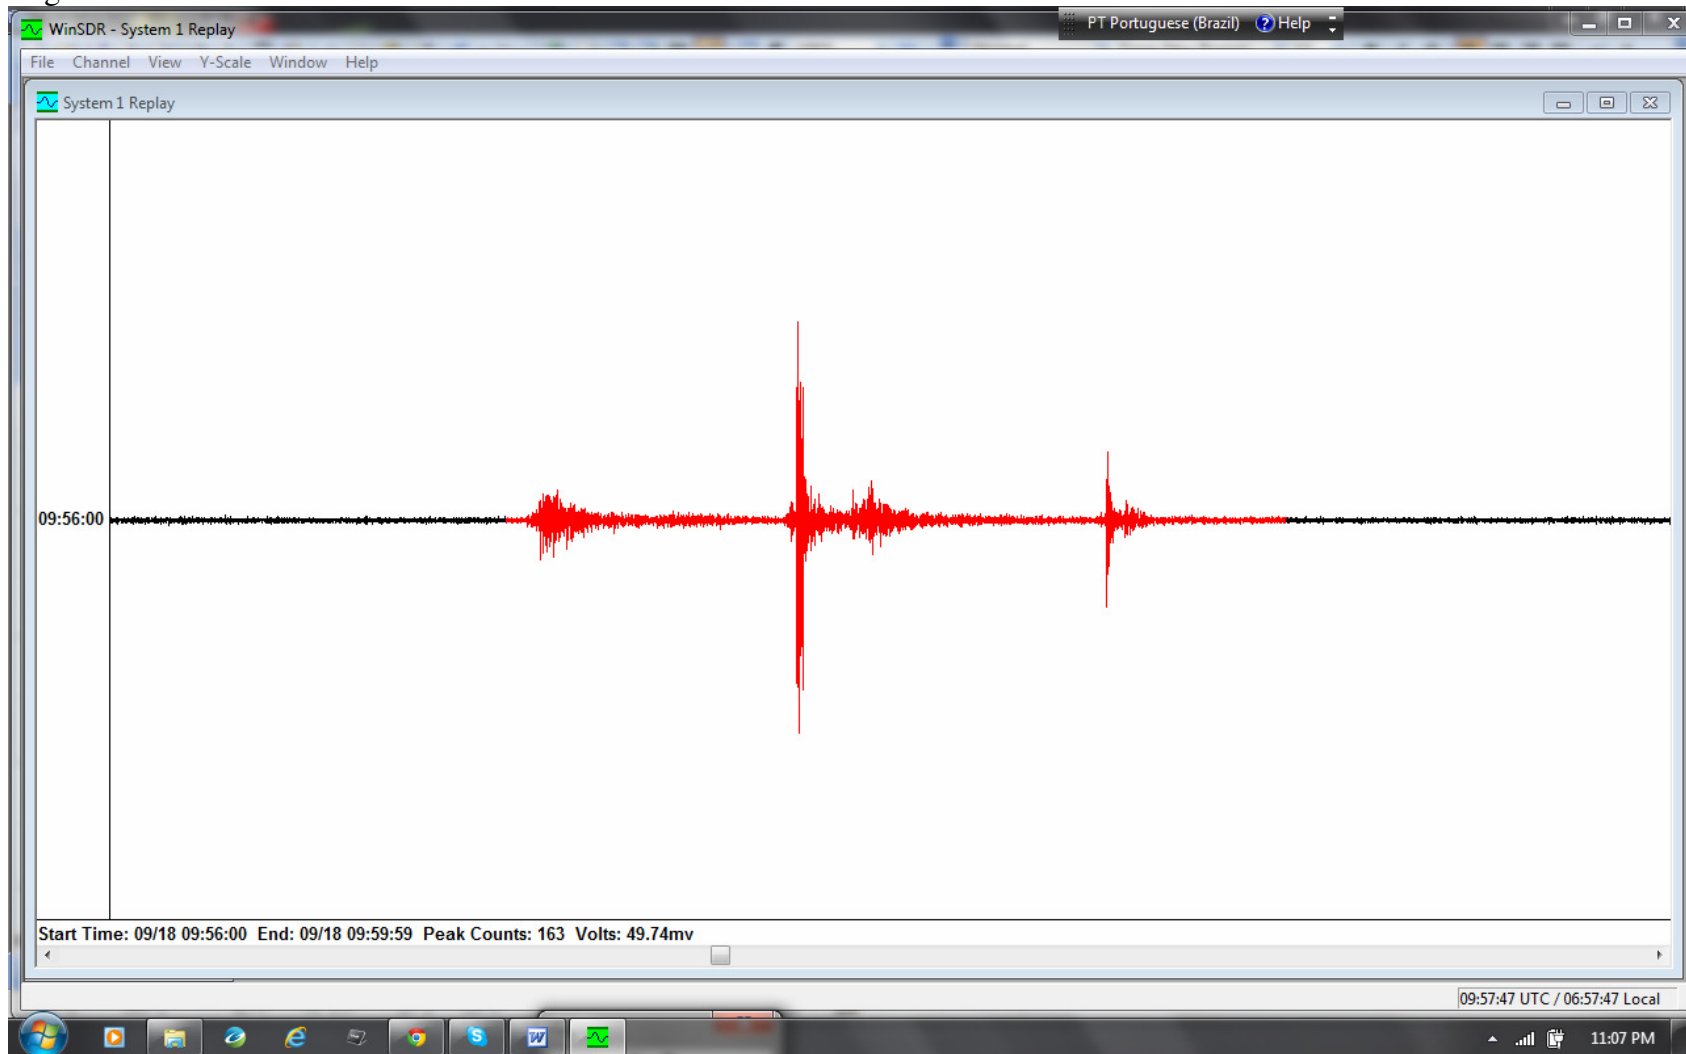 WinSDR - System 1 Replay
PT Portuguese (Brazil) Help
File Channel View Y-Scale Window Help
System 1 Replay
09:56:00
Start Time: 09/18 09:56:00 End: 09/18 09:59:59 Peak Counts: 163 Volts: 49.74mv
09:57:47 UTC / 06:57:47 Local
11:07 PM